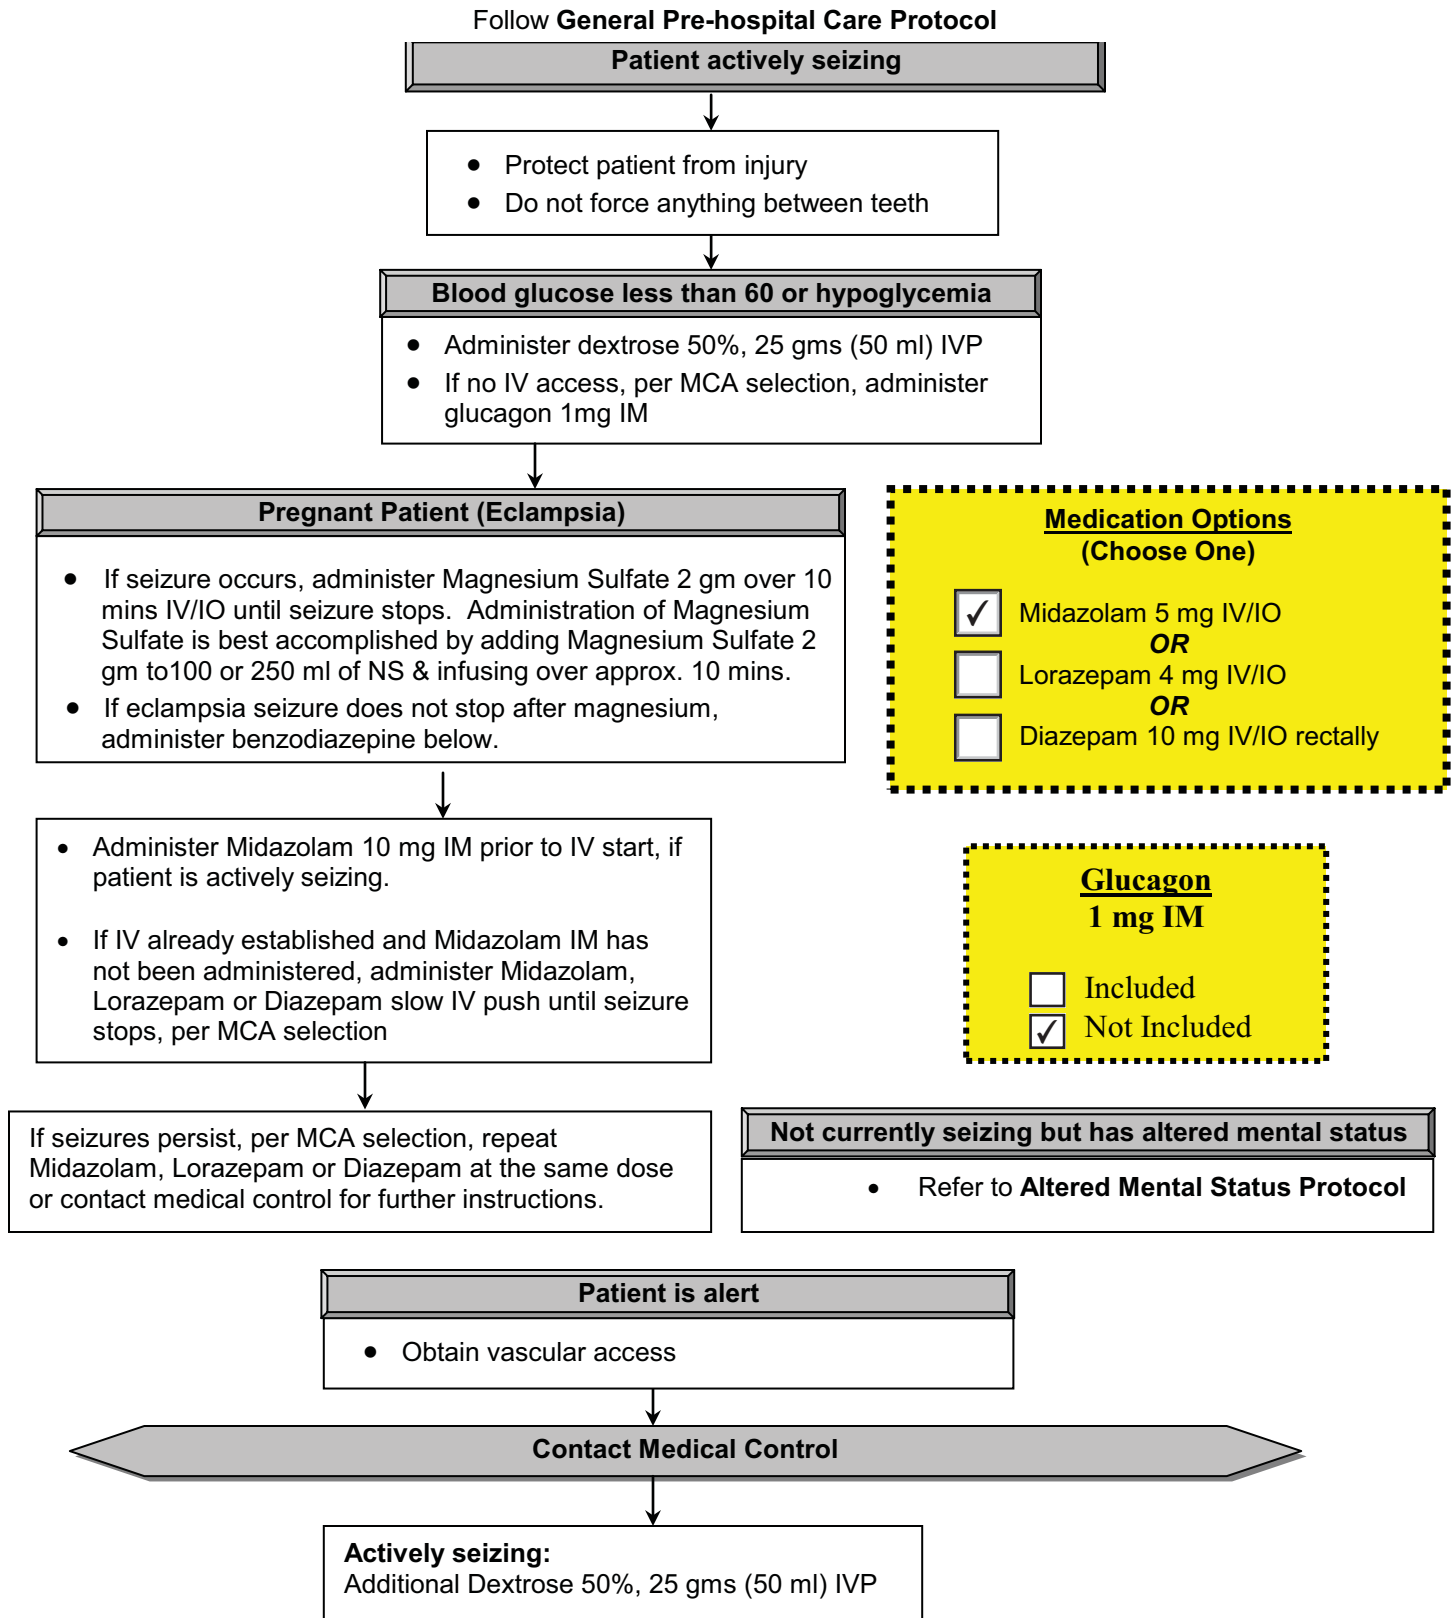 Follow General Pre-hospital Care Protocol
Patient actively seizing
• Protect patient from injury
• Do not force anything between teeth
Blood glucose less than 60 or hypoglycemia
• Administer dextrose 50%, 25 gms (50 ml) IVP
• If no IV access, per MCA selection, administer
glucagon 1mg IM
Pregnant Patient (Eclampsia)
• If seizure occurs, administer Magnesium Sulfate 2 gm over 10
mins IV/IO until seizure stops.  Administration of Magnesium
Sulfate is best accomplished by adding Magnesium Sulfate 2
gm to100 or 250 ml of NS & infusing over approx. 10 mins.
• If eclampsia seizure does not stop after magnesium,
administer benzodiazepine below.
Medication Options
(Choose One)
✓ Midazolam 5 mg IV/IO
OR
Lorazepam 4 mg IV/IO
OR
Diazepam 10 mg IV/IO rectally
• Administer Midazolam 10 mg IM prior to IV start, if
patient is actively seizing.
• If IV already established and Midazolam IM has
not been administered, administer Midazolam,
Lorazepam or Diazepam slow IV push until seizure
stops, per MCA selection
Glucagon
1 mg IM
Included
✓ Not Included
If seizures persist, per MCA selection, repeat
Midazolam, Lorazepam or Diazepam at the same dose
or contact medical control for further instructions.
Not currently seizing but has altered mental status
• Refer to Altered Mental Status Protocol
Patient is alert
• Obtain vascular access
Contact Medical Control
Actively seizing:
Additional Dextrose 50%, 25 gms (50 ml) IVP